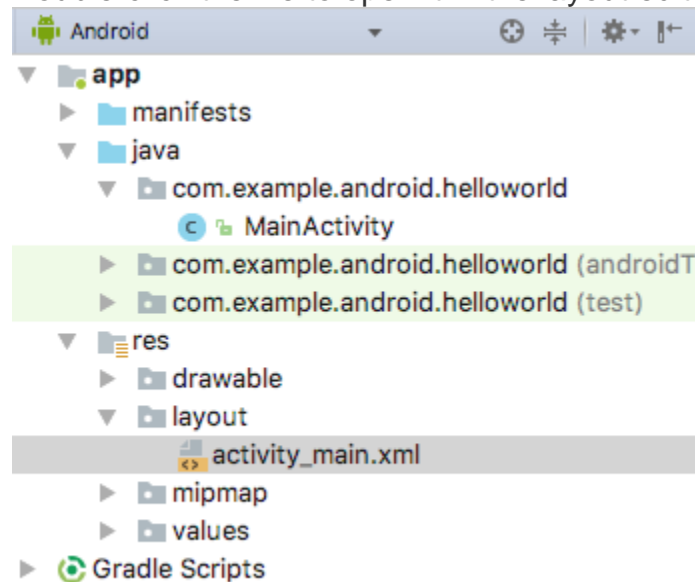 Android
app
manifests
java
com.example.android.helloworld
C MainActivity
com.example.android.helloworld (androidT
com.example.android.helloworld (test)
res
drawable
layout
activity_main.xml
mipmap
values
Gradle Scripts